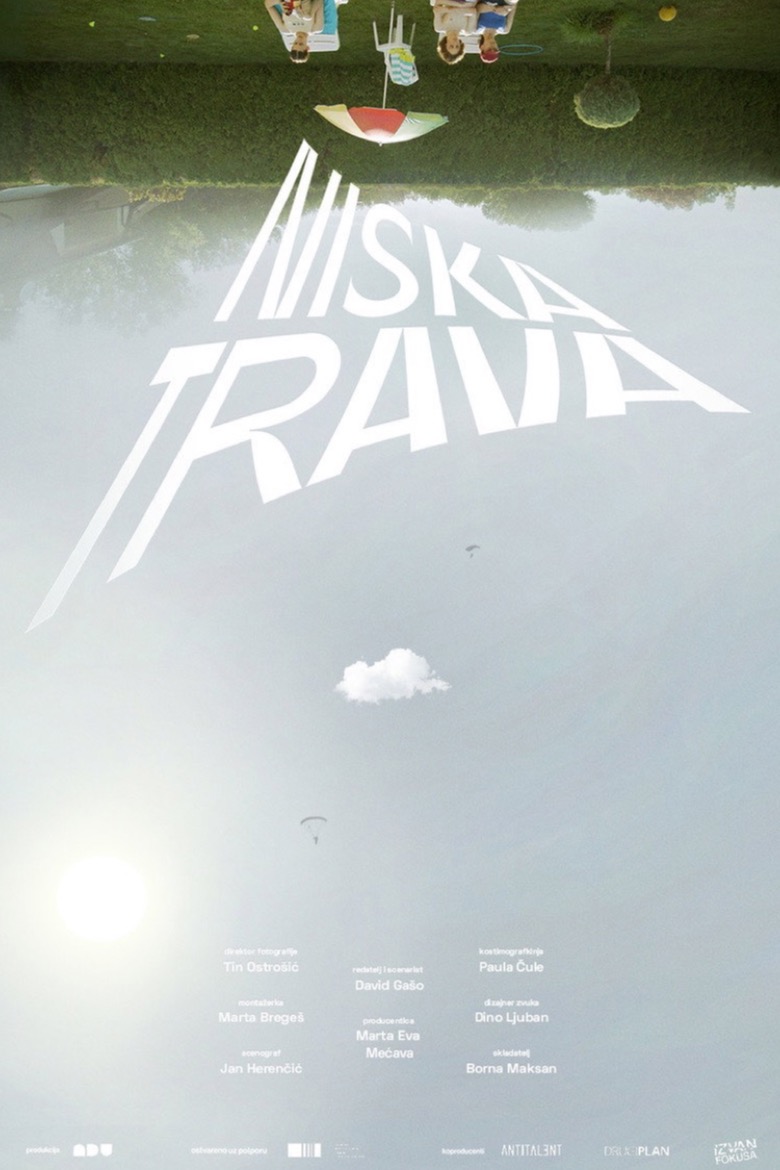 NISKA
TRAVA
direktor fotografije
Tin Ostrošić
montažerka
Marta Bregeš
scenograf
Jan Herenčić
redatelj i scenarist
David Gašo
producentica
Marta Eva
Mećava
kostimografkinja
Paula Čule
dizajner zvuka
Dino Ljuban
skladatelj
Borna Maksan
produkcija
ADU
ostvareno uz potporu
koproducenti
ANTITALENT
DRUGIPLAN
IZVAN
FOKUSA